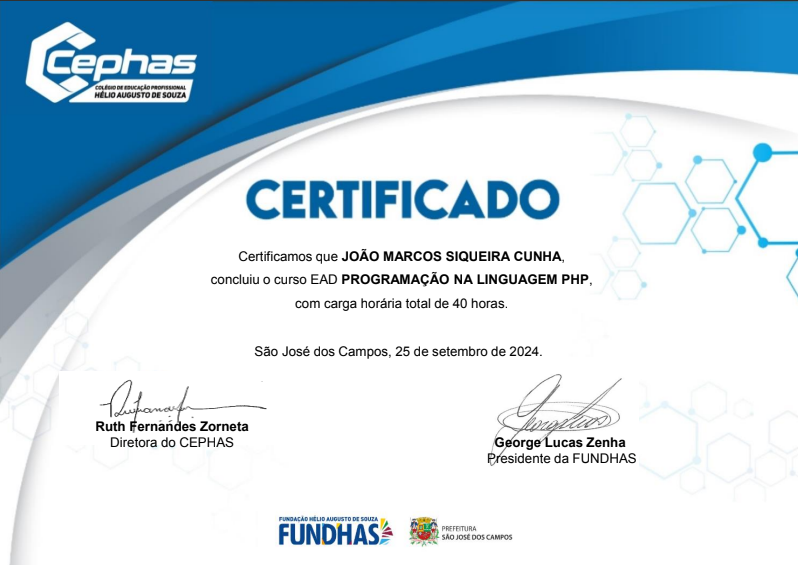 Cephas
COLÉGIO DE EDUCAÇÃO PROFISSIONAL
HÉLIO AUGUSTO DE SOUZA
CERTIFICADO
Certificamos que JOÃO MARCOS SIQUEIRA CUNHA,
concluiu o curso EAD PROGRAMAÇÃO NA LINGUAGEM PHP,
com carga horária total de 40 horas.
São José dos Campos, 25 de setembro de 2024.
Ruth Fernandes Zorneta
Diretora do CEPHAS
George Lucas Zenha
Presidente da FUNDHAS
FUNDAÇÃO HÉLIO AUGUSTO DE SOUZA
FUNDHAS
PREFEITURA
SÃO JOSÉ DOS CAMPOS